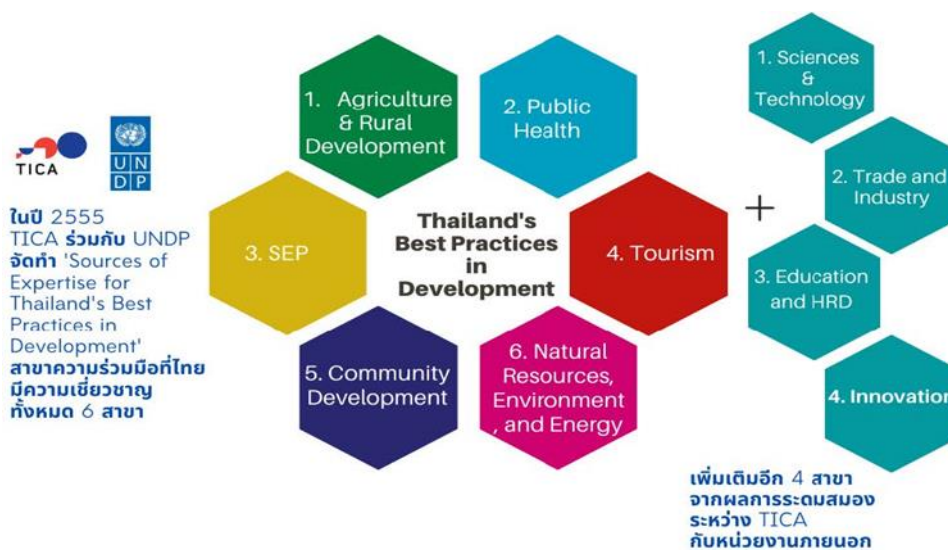 TICA
U N
D P
ในปี 2555
TICA ร่วมกับ UNDP
จัดทำ 'Sources of
Expertise for
Thailand's Best
Practices in
Development'
สาขาความร่วมมือที่ไทย
มีความเชี่ยวชาญ
ทั้งหมด 6 สาขา
1. Agriculture
& Rural
Development
2. Public
Health
3. SEP
Thailand's
Best Practices
in
Development
4. Tourism
5. Community
Development
6. Natural
Resources,
Environment
, and Energy
+
1. Sciences
&
Technology
2. Trade and
Industry
3. Education
and HRD
4. Innovation
เพิ่มเติมอีก 4 สาขา
จากผลการระดมสมอง
ระหว่าง TICA
กับหน่วยงานภายนอก